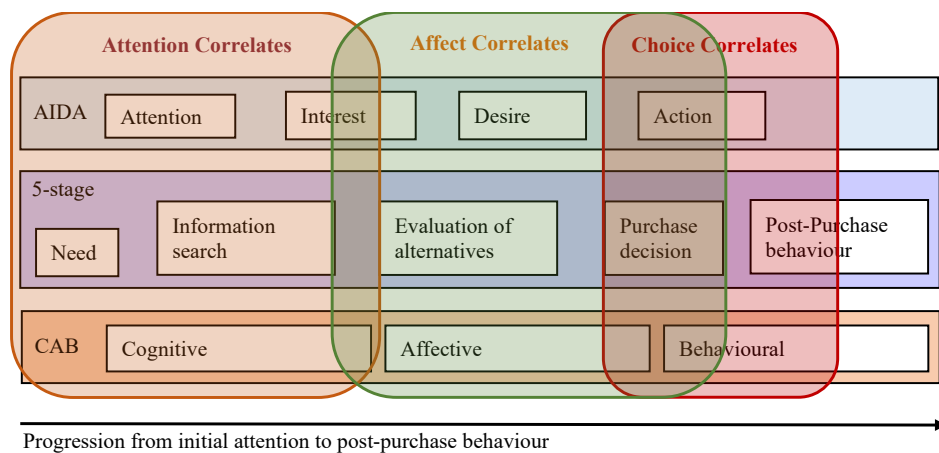 Attention Correlates
Affect Correlates
Choice Correlates
AIDA
Attention
Interest
Desire
Action
5-stage
Need
Information
search
Evaluation of
alternatives
Purchase
decision
Post-Purchase
behaviour
CAB
Cognitive
Affective
Behavioural
Progression from initial attention to post-purchase behaviour